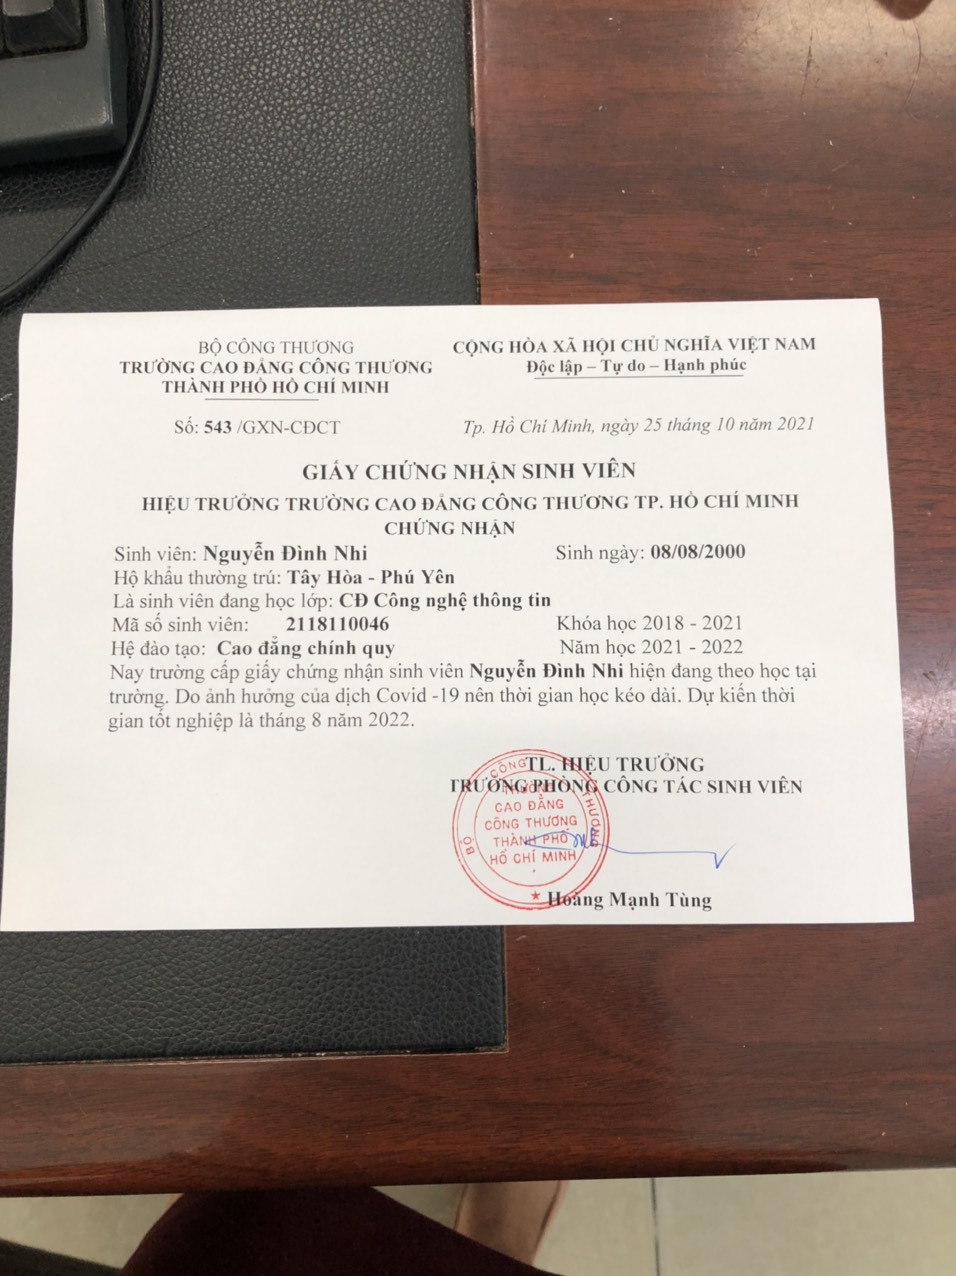 BỘ CÔNG THƯƠNG
TRƯỜNG CAO ĐẲNG CÔNG THƯƠNG
THÀNH PHỐ HỒ CHÍ MINH
CỘNG HÒA XÃ HỘI CHỦ NGHĨA VIỆT NAM
Độc lập – Tự do – Hạnh phúc
Số: 543 /GXN-CĐCT
Tp. Hồ Chí Minh, ngày 25 tháng 10 năm 2021
GIẤY CHỨNG NHẬN SINH VIÊN
HIỆU TRƯỞNG TRƯỜNG CAO ĐẲNG CÔNG THƯƠNG TP. HỒ CHÍ MINH
CHỨNG NHẬN
Sinh viên: Nguyễn Đình Nhi Sinh ngày: 08/08/2000
Hộ khẩu thường trú: Tây Hòa - Phú Yên
Là sinh viên đang học lớp: CĐ Công nghệ thông tin
Mã số sinh viên: 2118110046 Khóa học 2018 - 2021
Hệ đào tạo: Cao đẳng chính quy Năm học 2021 - 2022
Nay trường cấp giấy chứng nhận sinh viên Nguyễn Đình Nhi hiện đang theo học tại
trường. Do ảnh hưởng của dịch Covid -19 nên thời gian học kéo dài. Dự kiến thời
gian tốt nghiệp là tháng 8 năm 2022.
TL. HIỆU TRƯỞNG
TRƯỞNG PHÒNG CÔNG TÁC SINH VIÊN
BỘ CÔNG THƯƠNG
TRƯỜNG
CAO ĐẲNG
CÔNG THƯƠNG
THÀNH PHỐ
HỒ CHÍ MINH
Hoàng Mạnh Tùng